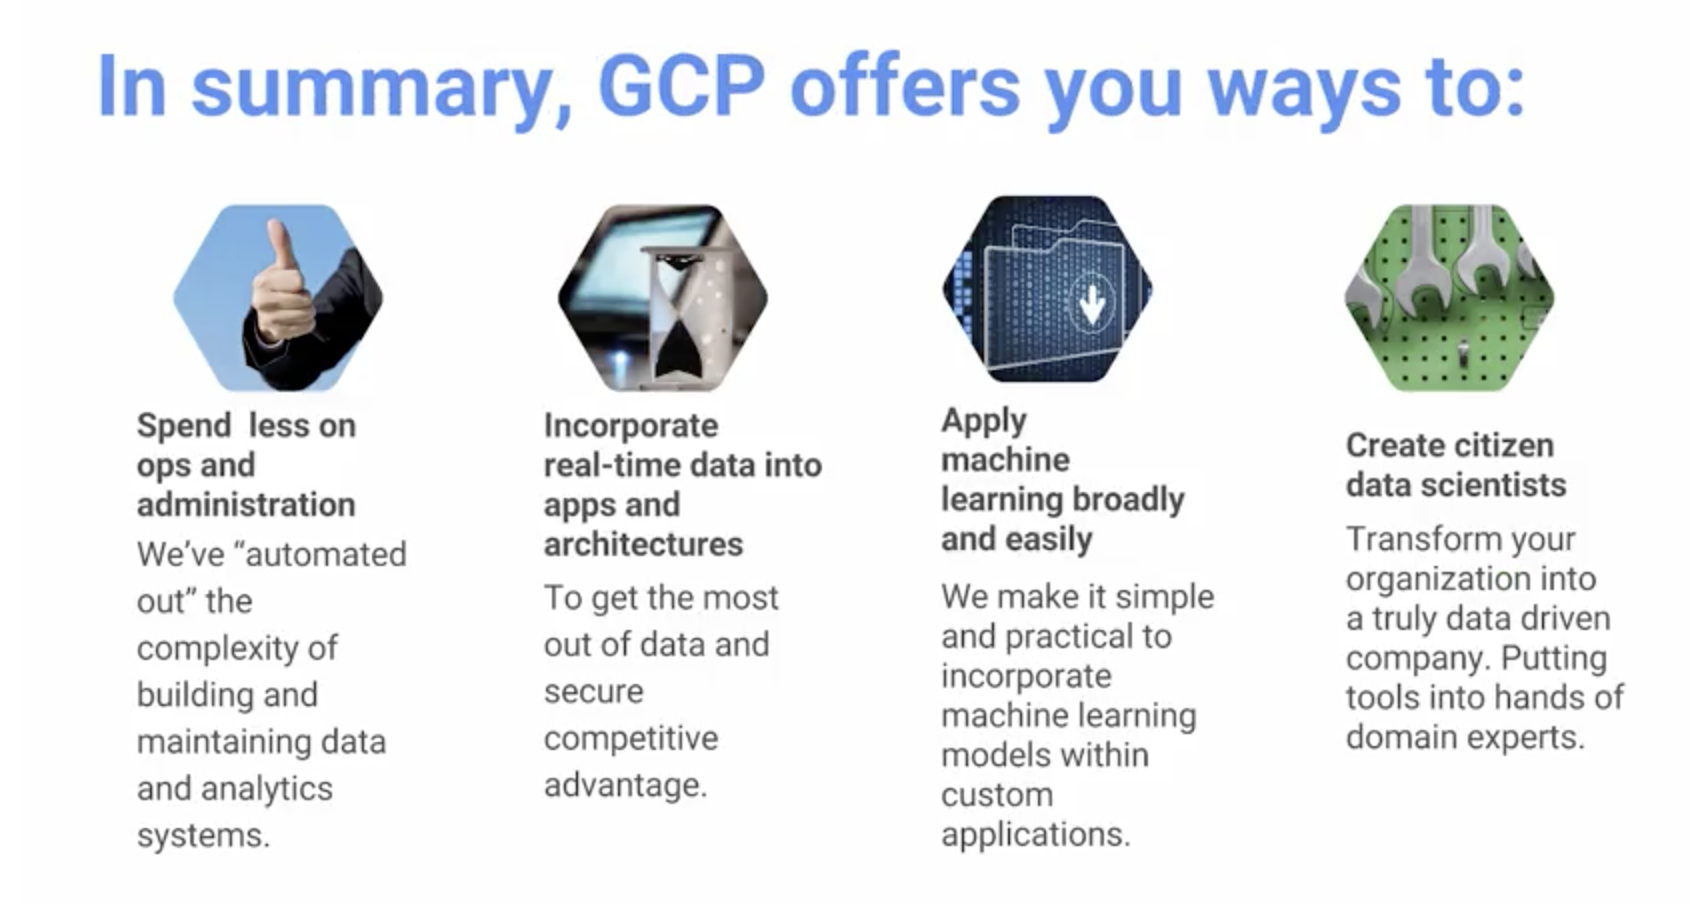 In summary, GCP offers you ways to:
Spend less on
ops and
administration
We've “automated
out” the
complexity of
building and
maintaining data
and analytics
systems.
Incorporate
real-time data into
apps and
architectures
To get the most
out of data and
secure
competitive
advantage.
Apply
machine
learning broadly
and easily
We make it simple
and practical to
incorporate
machine learning
models within
custom
applications.
Create citizen
data scientists
Transform your
organization into
a truly data driven
company. Putting
tools into hands of
domain experts.